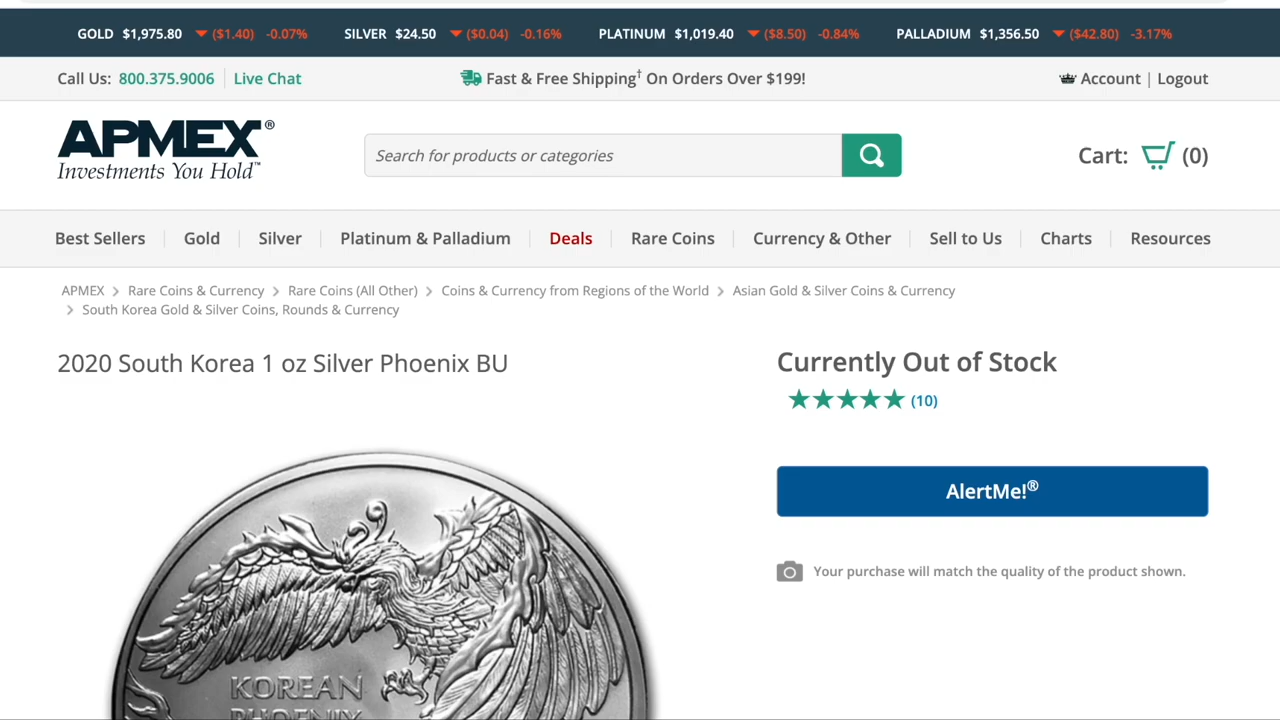 GOLD $1,975.80 ($1.40) -0.07% SILVER $24.50 ($0.04) -0.16% PLATINUM $1,019.40 ($8.50) -0.84% PALLADIUM $1,356.50 ($42.80) -3.17%
Call Us: 800.375.9006 Live Chat Fast & Free Shipping† On Orders Over $199! Account | Logout
APMEX®
Investments You Hold™
Search for products or categories
Cart: (0)
Best Sellers Gold Silver Platinum & Palladium Deals Rare Coins Currency & Other Sell to Us Charts Resources
APMEX > Rare Coins & Currency > Rare Coins (All Other) > Coins & Currency from Regions of the World > Asian Gold & Silver Coins & Currency
> South Korea Gold & Silver Coins, Rounds & Currency
2020 South Korea 1 oz Silver Phoenix BU
Currently Out of Stock
(10)
AlertMe!®
Your purchase will match the quality of the product shown.
KOREAN
PHOENIX